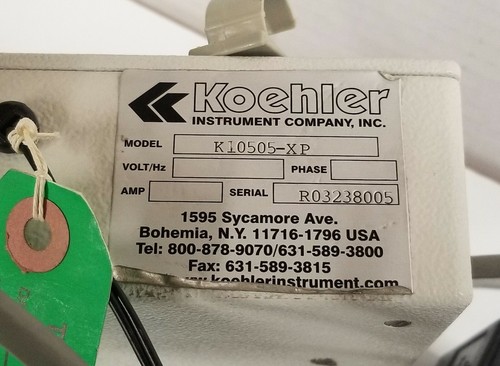 Koehler
INSTRUMENT COMPANY, INC.
MODEL K10505-XP
VOLT/Hz PHASE
AMP SERIAL R03238005
1595 Sycamore Ave.
Bohemia, N.Y. 11716-1796 USA
Tel: 800-878-9070/631-589-3800
Fax: 631-589-3815
www.koehlerinstrument.com